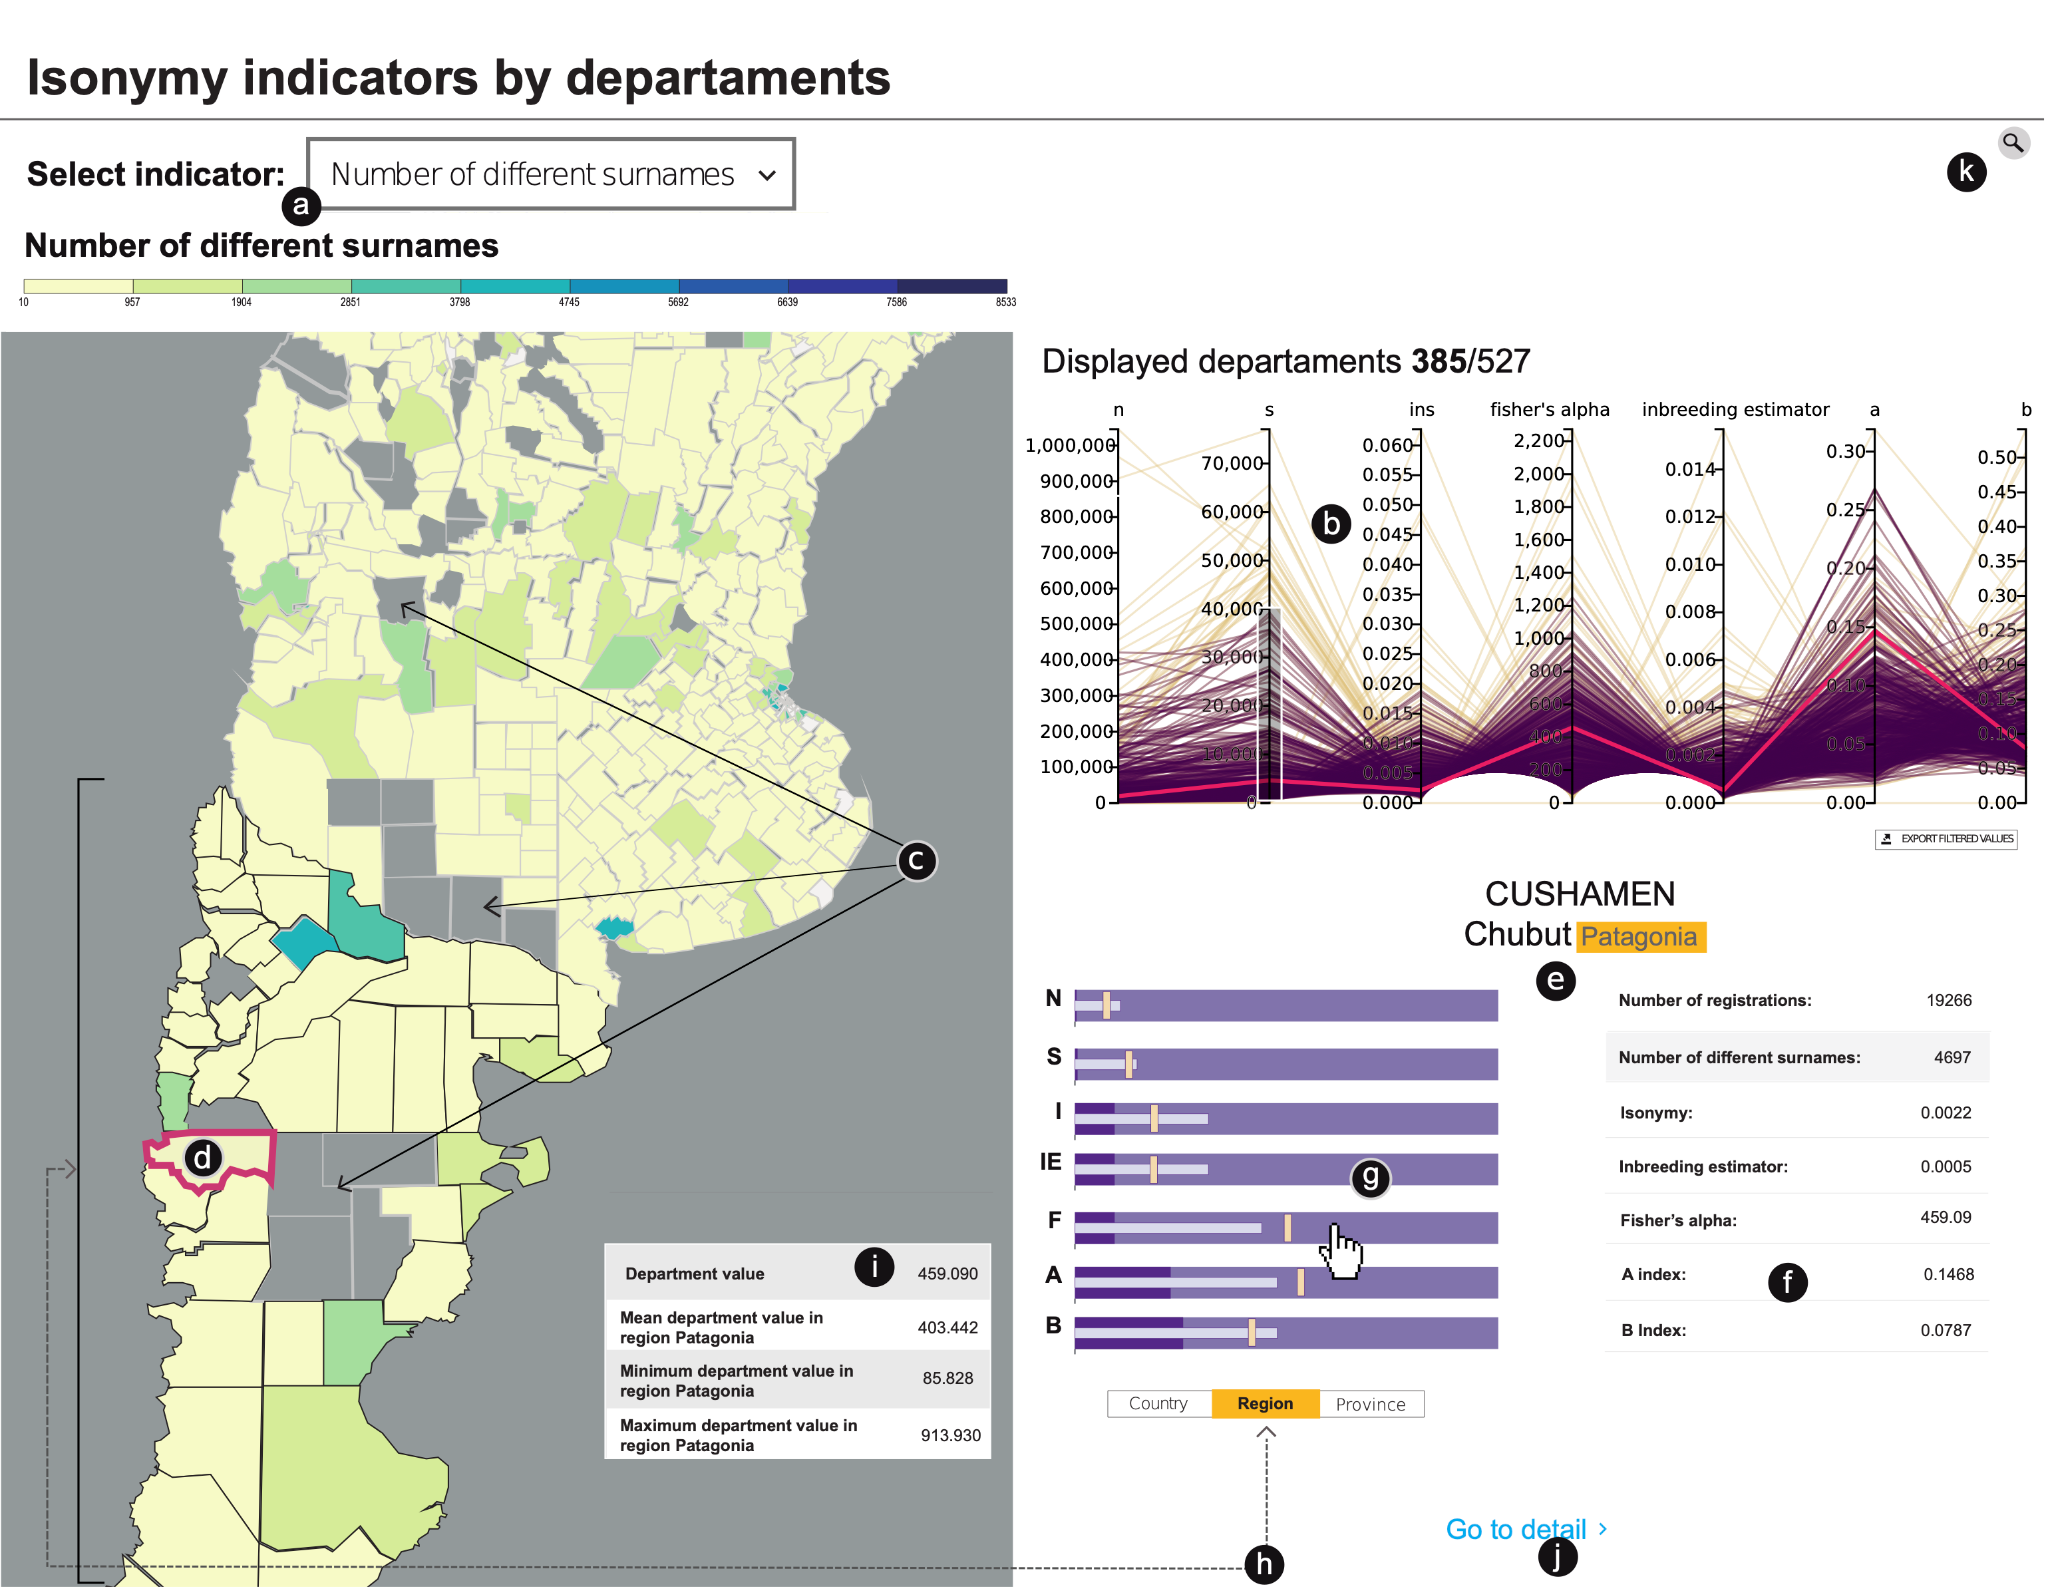 Isonymy indicators by departaments
Select indicator:
Number of different surnames
a
k
Number of different surnames
10 957 1904 2851 3798 4745 5692 6639 7586 8533
Displayed departaments 385/527
n s ins fisher's alpha inbreeding estimator a b
1,000,000
900,000
800,000
700,000
600,000
500,000
400,000
300,000
200,000
100,000
0
70,000
60,000
50,000
40,000
30,000
20,000
10,000
0
0.060
0.055
0.050
0.045
0.040
0.035
0.030
0.025
0.020
0.015
0.010
0.005
0.000
2,200
2,000
1,800
1,600
1,400
1,200
1,000
800
600
400
200
0
0.014
0.012
0.010
0.008
0.006
0.004
0.002
0.000
0.30
0.25
0.20
0.15
0.10
0.05
0.00
0.50
0.45
0.40
0.35
0.30
0.25
0.20
0.15
0.10
0.05
0.00
b
EXPORT FILTERED VALUES
c
d
CUSHAMEN
Chubut Patagonia
e
N
S
I
IE
F
A
B
g
Number of registrations: 19266
Number of different surnames: 4697
Isonymy: 0.0022
Inbreeding estimator: 0.0005
Fisher's alpha: 459.09
A index: 0.1468
B Index: 0.0787
f
i
Department value 459.090
Mean department value in
region Patagonia 403.442
Minimum department value in
region Patagonia 85.828
Maximum department value in
region Patagonia 913.930
Country Region Province
h
Go to detail ›
j